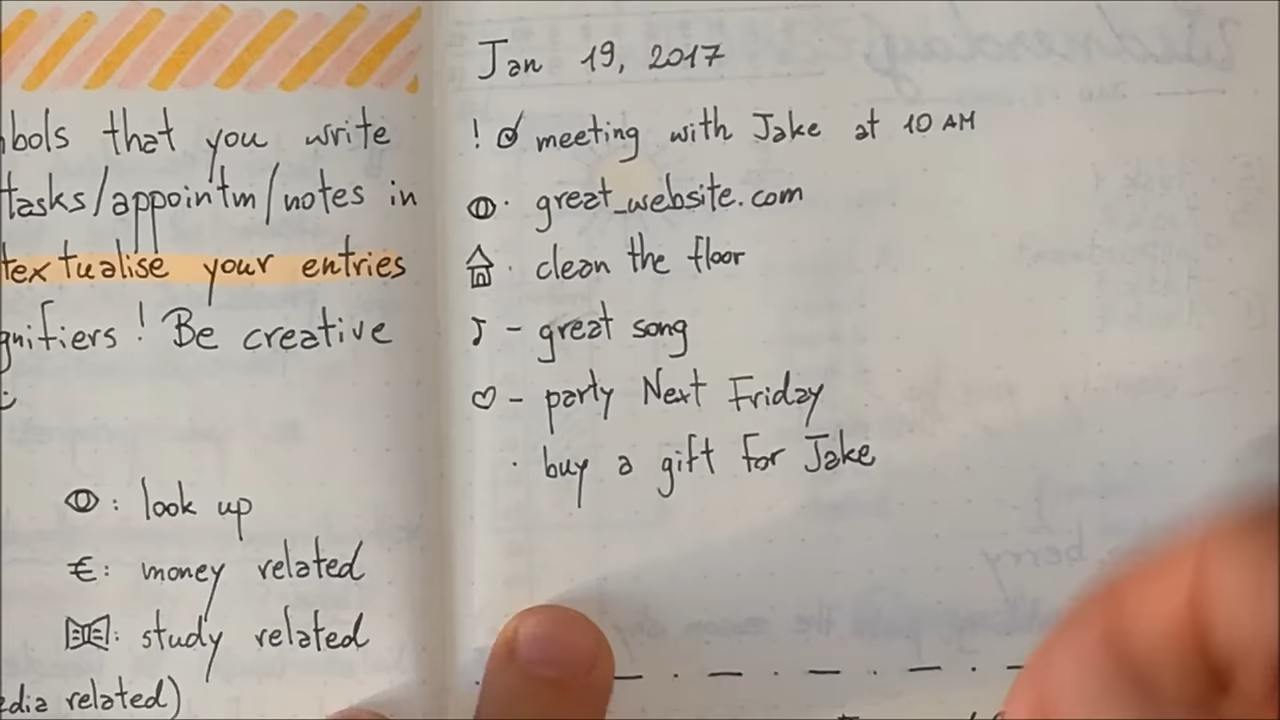 bols that you write
tasks/appointm/notes in
textualise your entries
gnifiers! Be creative
: look up
€: money related
: study related
edia related)
Jan 19, 2017
! meeting with Jake at 10 AM
· great_website.com
· clean the floor
♪ - great song
♡ - party Next Friday
· buy a gift for Jake